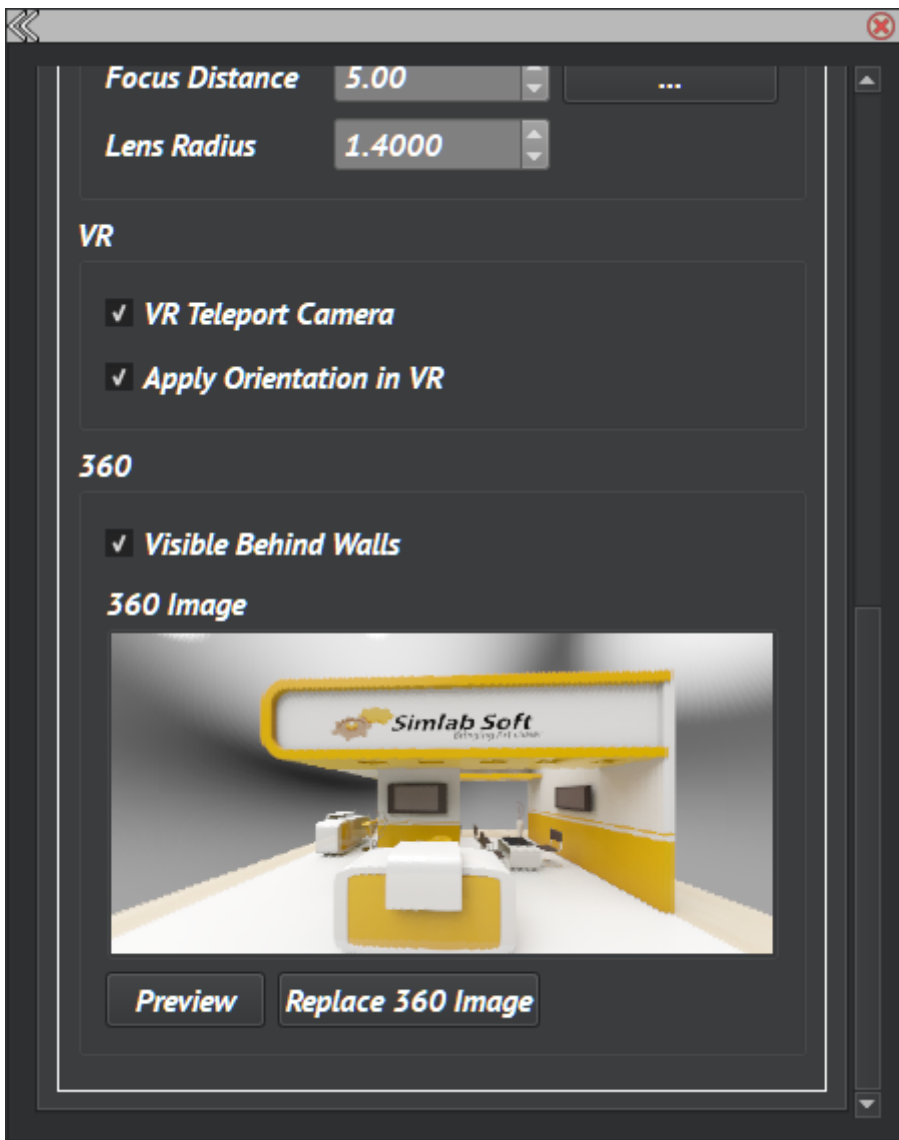 Focus Distance 5.00 ...
Lens Radius 1.4000
VR
VR Teleport Camera
Apply Orientation in VR
360
Visible Behind Walls
360 Image
Simlab Soft
Preview Replace 360 Image